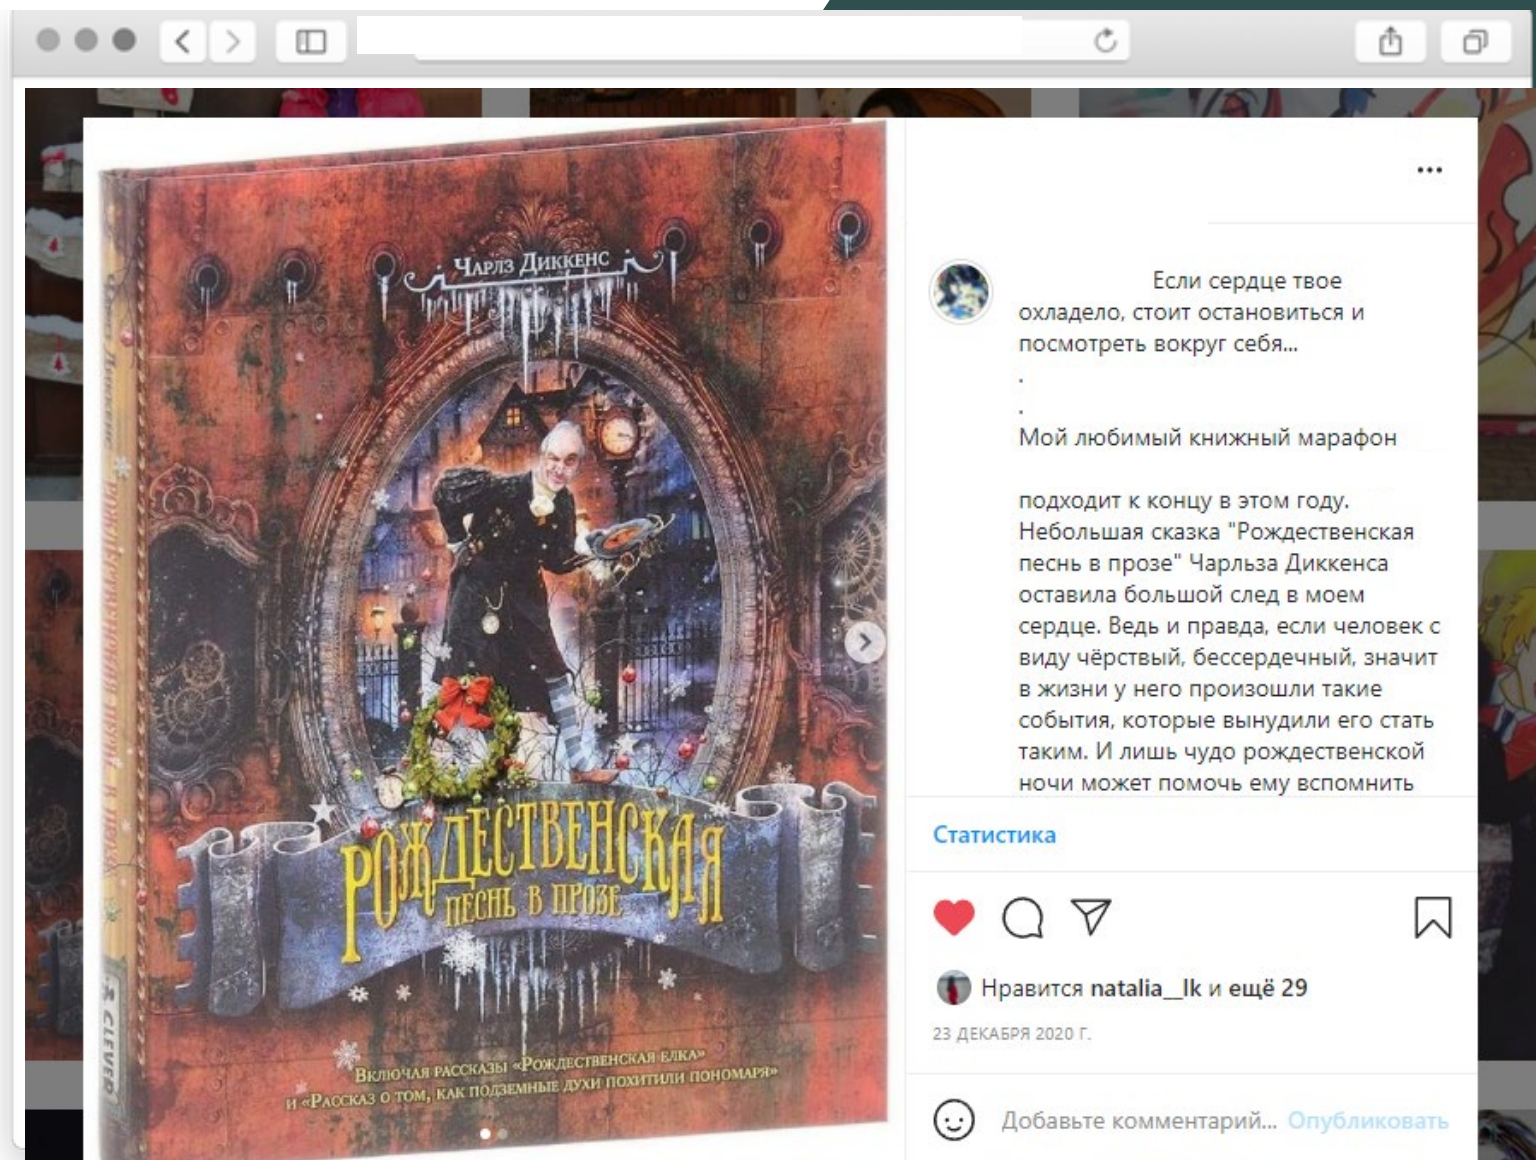 Чарлз Диккенс
РОЖДЕСТВЕНСКАЯ
ПЕСНЬ В ПРОЗЕ
Включая рассказы «Рождественская елка»
и «Рассказ о том, как подземные духи похитили пономаря»
CLEVER
Если сердце твое
охладело, стоит остановиться и
посмотреть вокруг себя...
.
.
Мой любимый книжный марафон
подходит к концу в этом году.
Небольшая сказка "Рождественская
песнь в прозе" Чарльза Диккенса
оставила большой след в моем
сердце. Ведь и правда, если человек с
виду чёрствый, бессердечный, значит
в жизни у него произошли такие
события, которые вынудили его стать
таким. И лишь чудо рождественской
ночи может помочь ему вспомнить
Статистика
Нравится natalia__lk и ещё 29
23 ДЕКАБРЯ 2020 Г.
Добавьте комментарий... Опубликовать